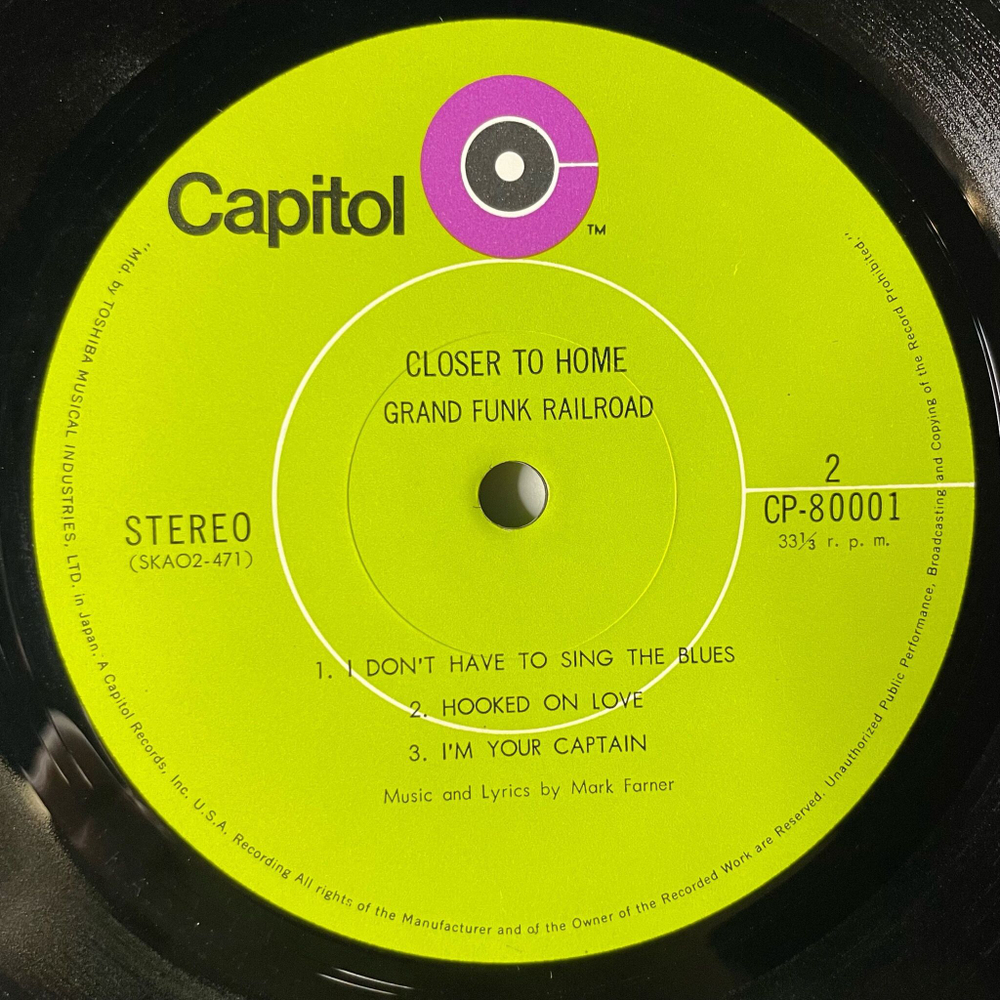 Capitol
TM
CLOSER TO HOME
GRAND FUNK RAILROAD
2
CP-80001
33⅓ r. p. m.
STEREO
(SKAO2-471)
1. I DON'T HAVE TO SING THE BLUES
2. HOOKED ON LOVE
3. I'M YOUR CAPTAIN
Music and Lyrics by Mark Farner
"Mfd. by TOSHIBA MUSICAL INDUSTRIES, LTD. in Japan, A Capitol Records, Inc. U.S.A. Recording All rights of the Manufacturer and of the Owner of the Recorded Work are Reserved. Unauthorized Public Performance, Broadcasting and Copying of the Record Prohibited."